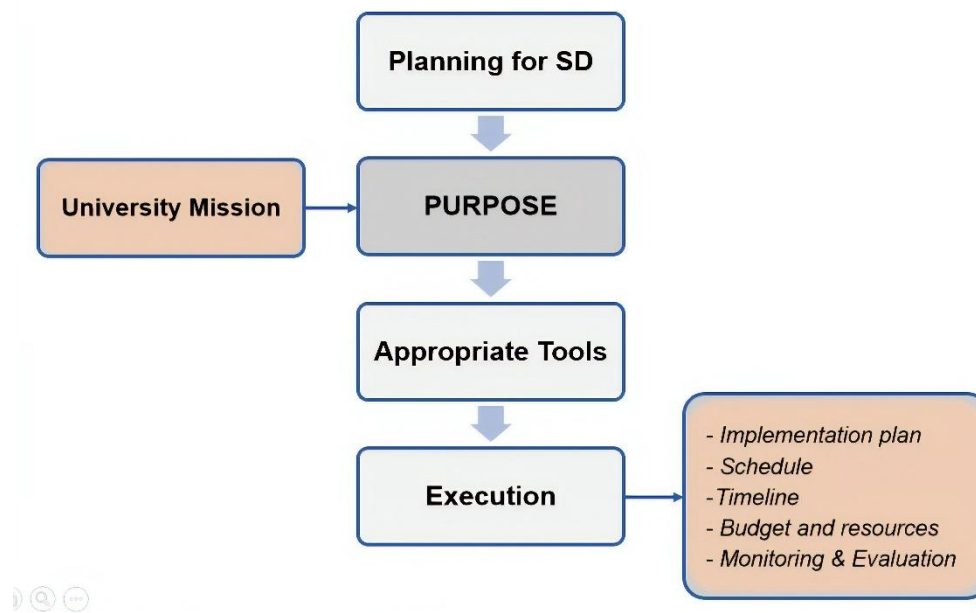 Planning for SD
University Mission
PURPOSE
Appropriate Tools
Execution
- Implementation plan
- Schedule
-Timeline
- Budget and resources
- Monitoring & Evaluation